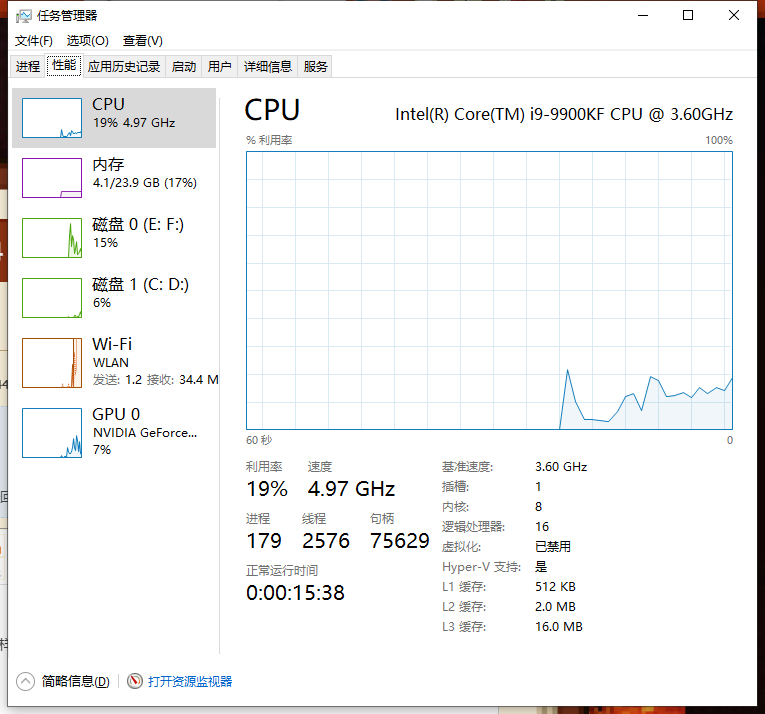 任务管理器
文件(F) 选项(O) 查看(V)
进程 性能 应用历史记录 启动 用户 详细信息 服务
CPU
19% 4.97 GHz
内存
4.1/23.9 GB (17%)
磁盘 0 (E: F:)
15%
磁盘 1 (C: D:)
6%
Wi-Fi
WLAN
发送: 1.2 接收: 34.4 M
GPU 0
NVIDIA GeForce...
7%
CPU Intel(R) Core(TM) i9-9900KF CPU @ 3.60GHz
% 利用率 100%
60 秒 0
利用率 速度
19% 4.97 GHz
进程 线程 句柄
179 2576 75629
正常运行时间
0:00:15:38
基准速度: 3.60 GHz
插槽: 1
内核: 8
逻辑处理器: 16
虚拟化: 已禁用
Hyper-V 支持: 是
L1 缓存: 512 KB
L2 缓存: 2.0 MB
L3 缓存: 16.0 MB
简略信息(D) 打开资源监视器